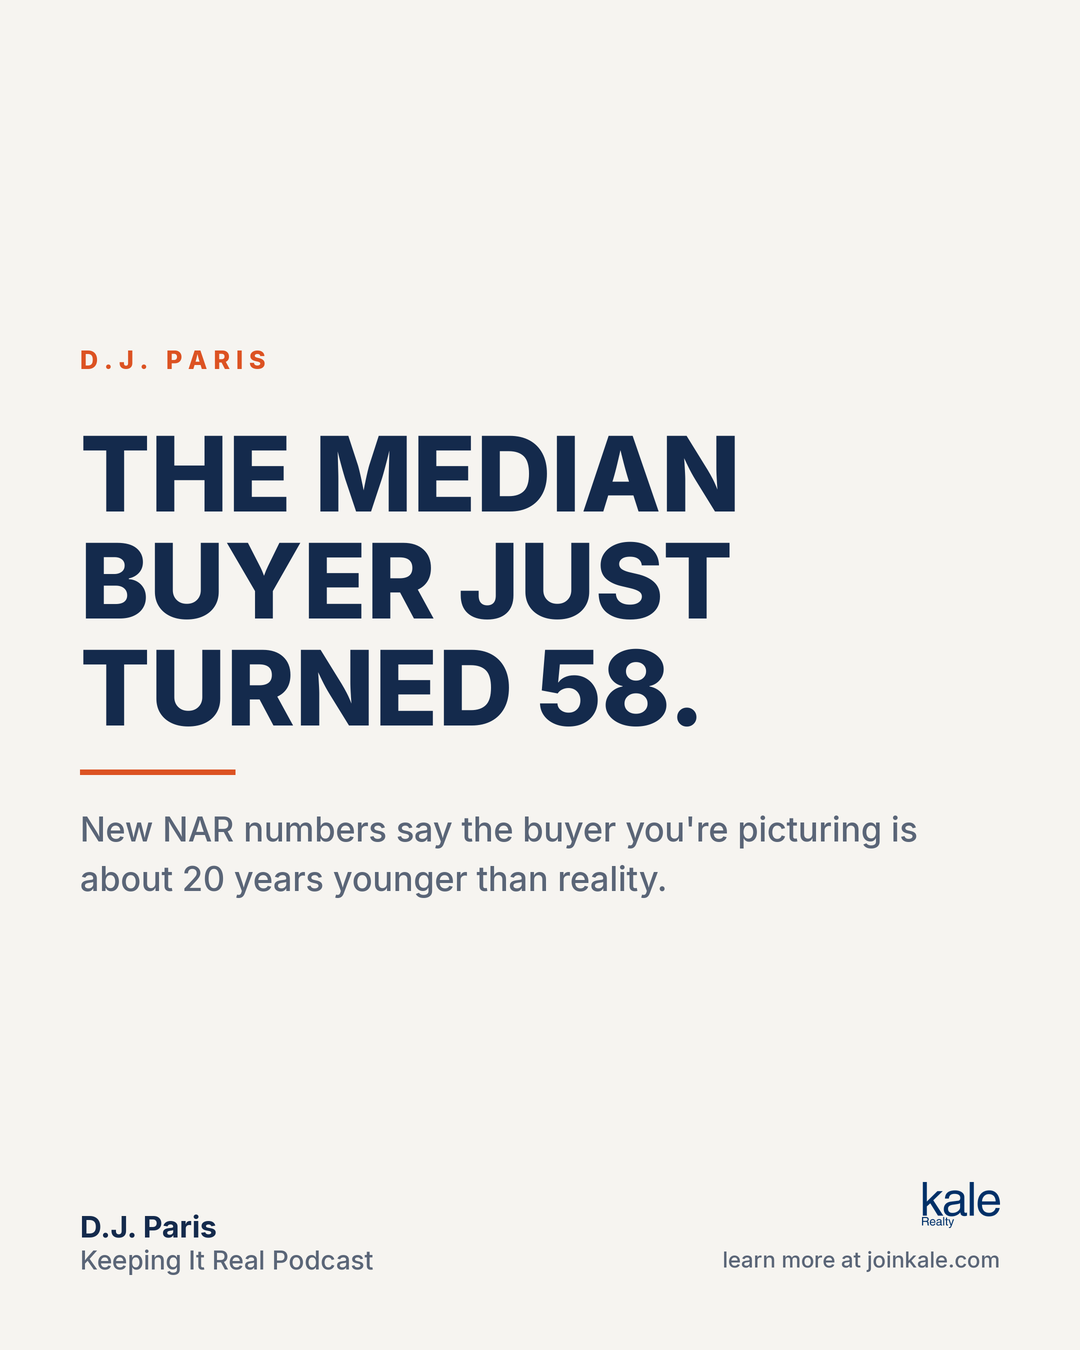 D.J. PARIS
THE MEDIAN
BUYER JUST
TURNED 58.
New NAR numbers say the buyer you're picturing is
about 20 years younger than reality.
D.J. Paris
Keeping It Real Podcast
kale
Realty
learn more at joinkale.com